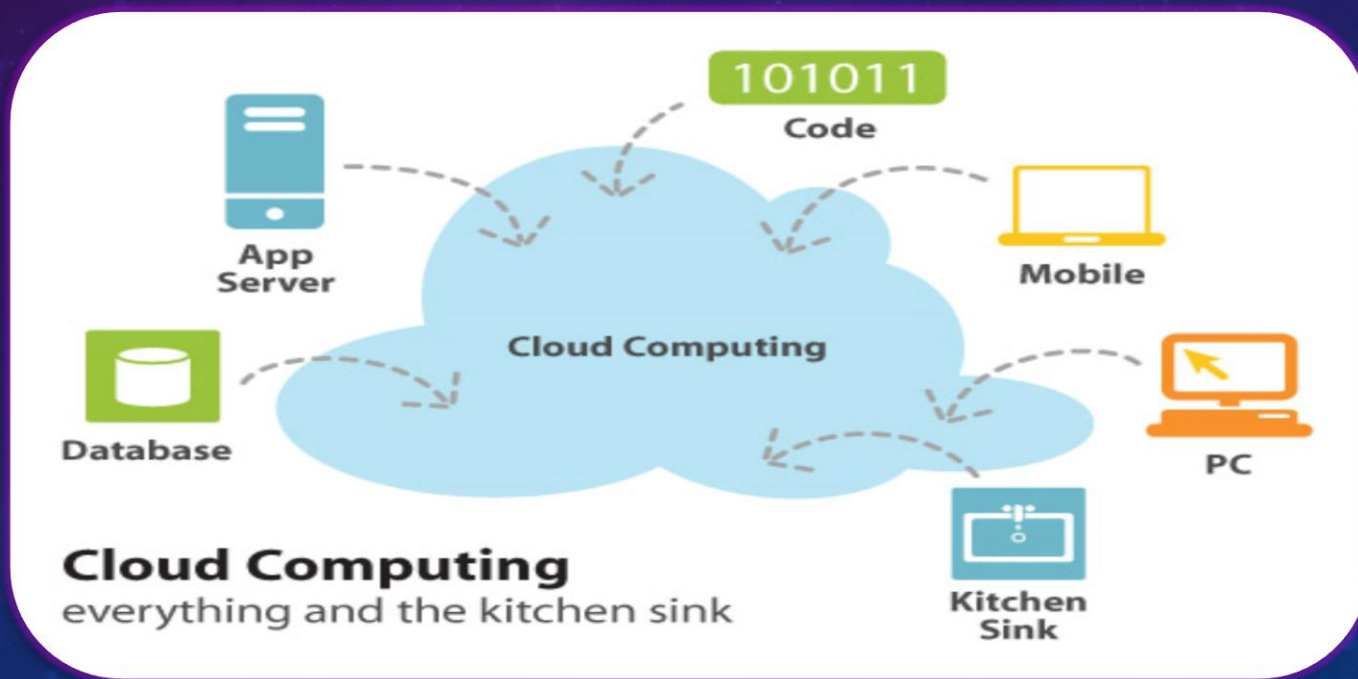 101011
Code
App
Server
Mobile
Cloud Computing
Database
PC
Cloud Computing
everything and the kitchen sink
Kitchen
Sink